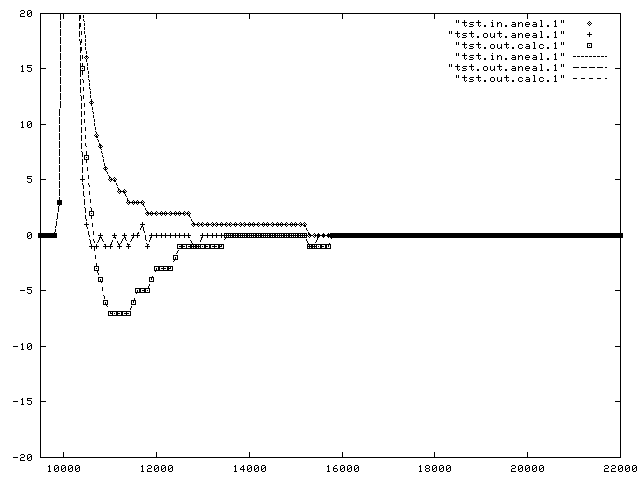 20
15
10
5
0
-5
-10
-15
-20
10000 12000 14000 16000 18000 20000 22000
"tst.in.aneal.1"
"tst.out.aneal.1"
"tst.out.calc.1"
"tst.in.aneal.1"
"tst.out.aneal.1"
"tst.out.calc.1"